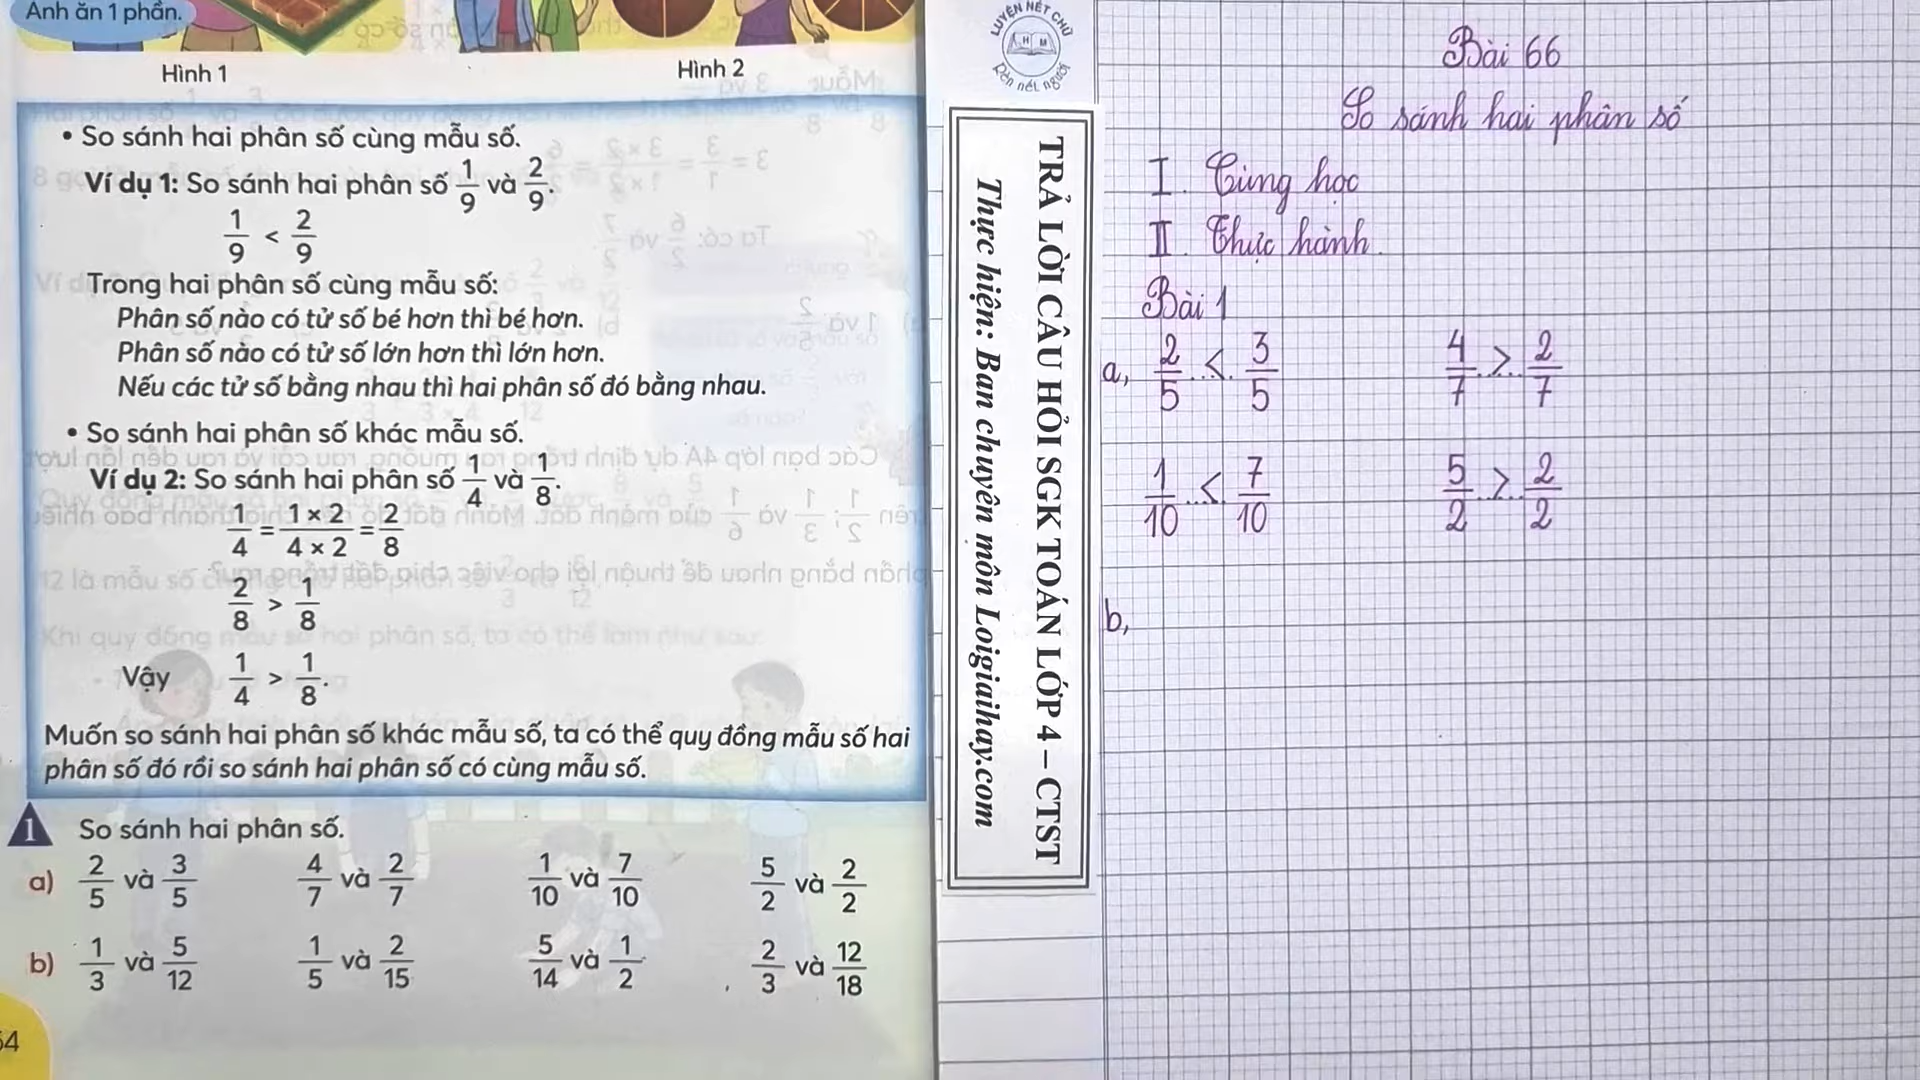 Anh ăn 1 phần.
Hình 1
Hình 2
• So sánh hai phân số cùng mẫu số.
Ví dụ 1: So sánh hai phân số 1/9 và 2/9.
1/9 < 2/9
Trong hai phân số cùng mẫu số:
Phân số nào có tử số bé hơn thì bé hơn.
Phân số nào có tử số lớn hơn thì lớn hơn.
Nếu các tử số bằng nhau thì hai phân số đó bằng nhau.
• So sánh hai phân số khác mẫu số.
Ví dụ 2: So sánh hai phân số 1/4 và 1/8.
1/4 = 1 × 2/4 × 2 = 2/8
2/8 > 1/8
Vậy 1/4 > 1/8.
Muốn so sánh hai phân số khác mẫu số, ta có thể quy đồng mẫu số hai
phân số đó rồi so sánh hai phân số có cùng mẫu số.
1 So sánh hai phân số.
a) 2/5 và 3/5 4/7 và 2/7 1/10 và 7/10 5/2 và 2/2
b) 1/3 và 5/12 1/5 và 2/15 5/14 và 1/2 2/3 và 12/18
64
LUYỆN NÉT CHỮ
H M
Rèn nết người
TRẢ LỜI CÂU HỎI SGK TOÁN LỚP 4 – CTST
Thực hiện: Ban chuyên môn Loigiaihay.com
Bài 66
So sánh hai phân số
I. Cùng học
II. Thực hành.
Bài 1
a, 2/5 < 3/5 4/7 > 2/7
1/10 < 7/10 5/2 > 2/2
b,